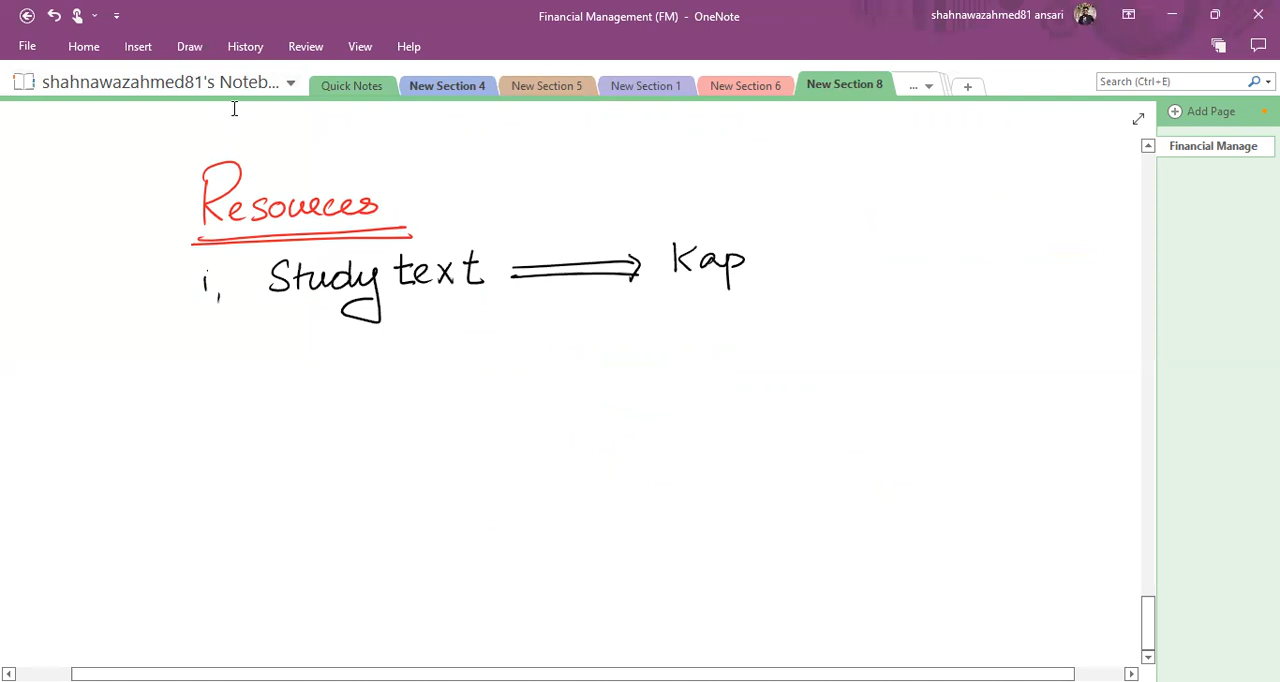 Financial Management (FM) - OneNote
shahnawazahmed81 ansari
File Home Insert Draw History Review View Help
shahnawazahmed81's Noteb... Quick Notes New Section 4 New Section 5 New Section 1 New Section 6 New Section 8 ... + Search (Ctrl+E)
Add Page
Financial Manage
Resources
i, Study text ⟹ Kap